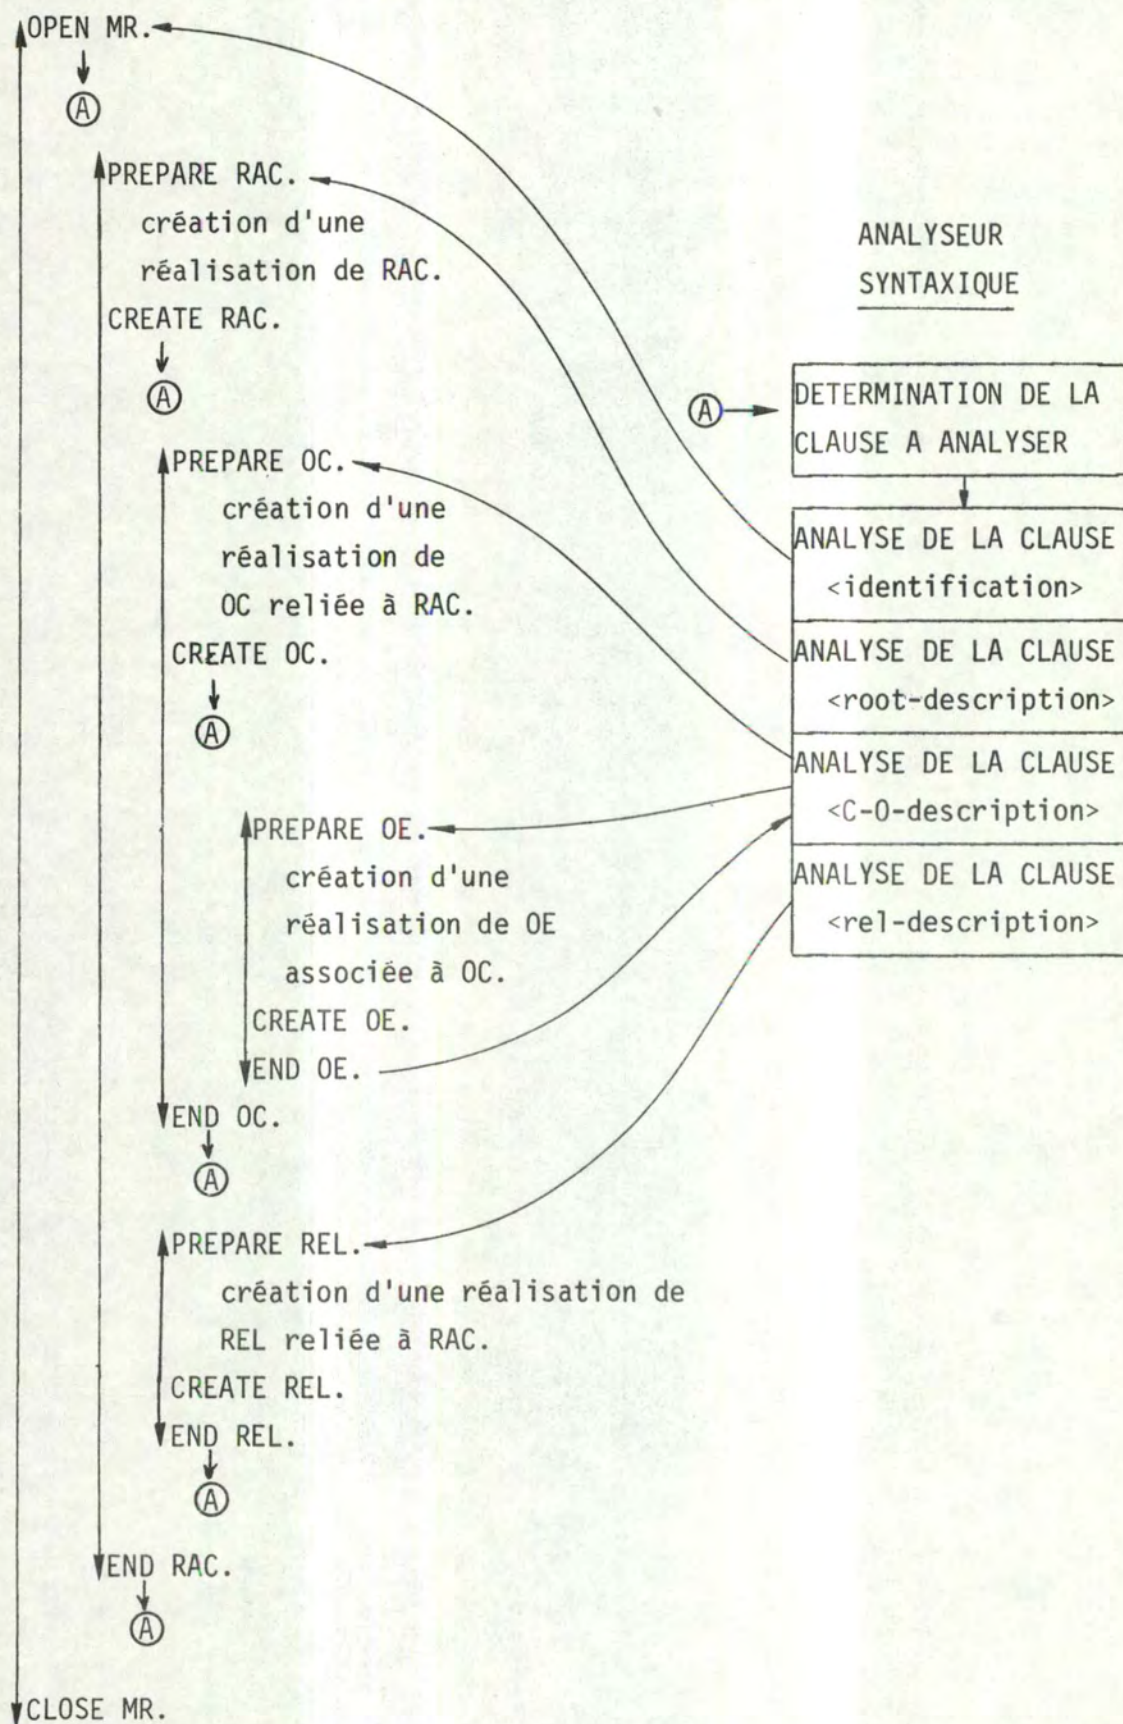 OPEN MR.
A
PREPARE RAC.
création d'une
réalisation de RAC.
CREATE RAC.
A
PREPARE OC.
création d'une
réalisation de
OC reliée à RAC.
CREATE OC.
A
PREPARE OE.
création d'une
réalisation de OE
associée à OC.
CREATE OE.
END OE.
END OC.
A
PREPARE REL.
création d'une réalisation de
REL reliée à RAC.
CREATE REL.
END REL.
A
END RAC.
A
CLOSE MR.
ANALYSEUR
SYNTAXIQUE
A
DETERMINATION DE LA
CLAUSE A ANALYSER
ANALYSE DE LA CLAUSE
<identification>
ANALYSE DE LA CLAUSE
<root-description>
ANALYSE DE LA CLAUSE
<C-O-description>
ANALYSE DE LA CLAUSE
<rel-description>